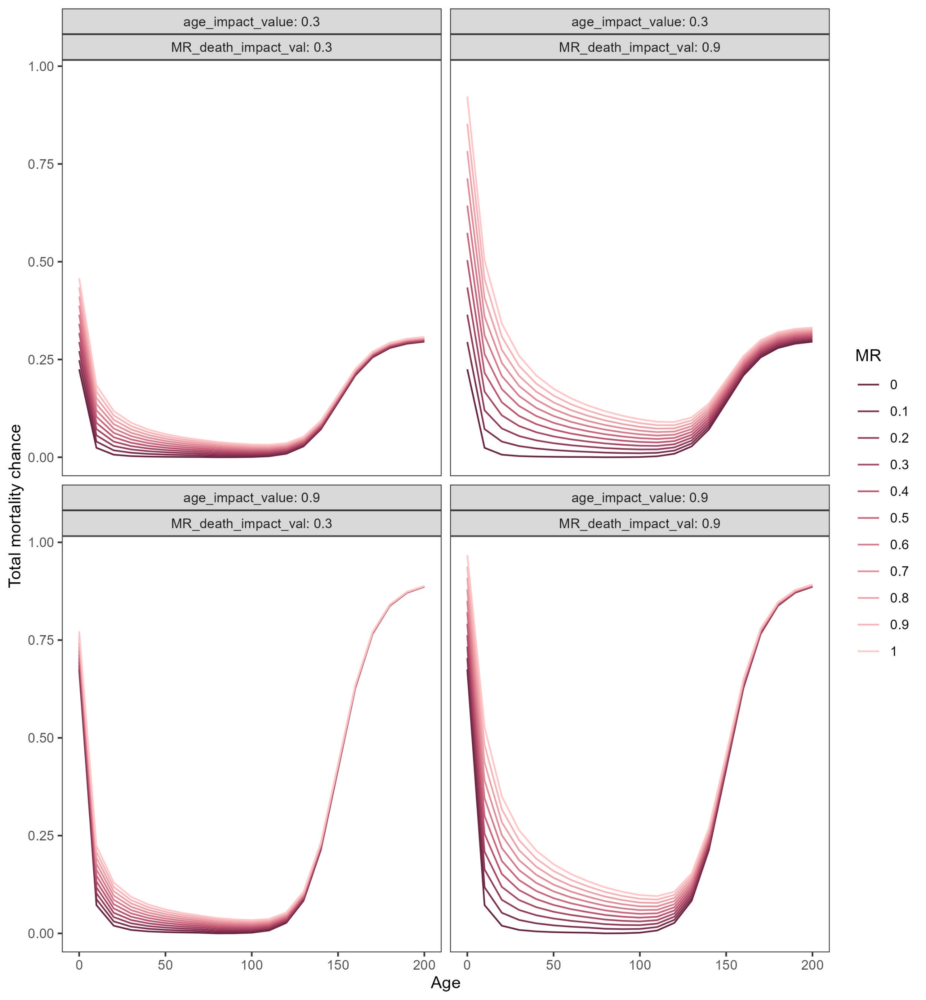 age_impact_value: 0.3
MR_death_impact_val: 0.3
age_impact_value: 0.3
MR_death_impact_val: 0.9
1.00
0.75
0.50
0.25
0.00
age_impact_value: 0.9
MR_death_impact_val: 0.3
age_impact_value: 0.9
MR_death_impact_val: 0.9
1.00
0.75
0.50
0.25
0.00
0 50 100 150 200
0 50 100 150 200
Age
Total mortality chance
MR
0
0.1
0.2
0.3
0.4
0.5
0.6
0.7
0.8
0.9
1